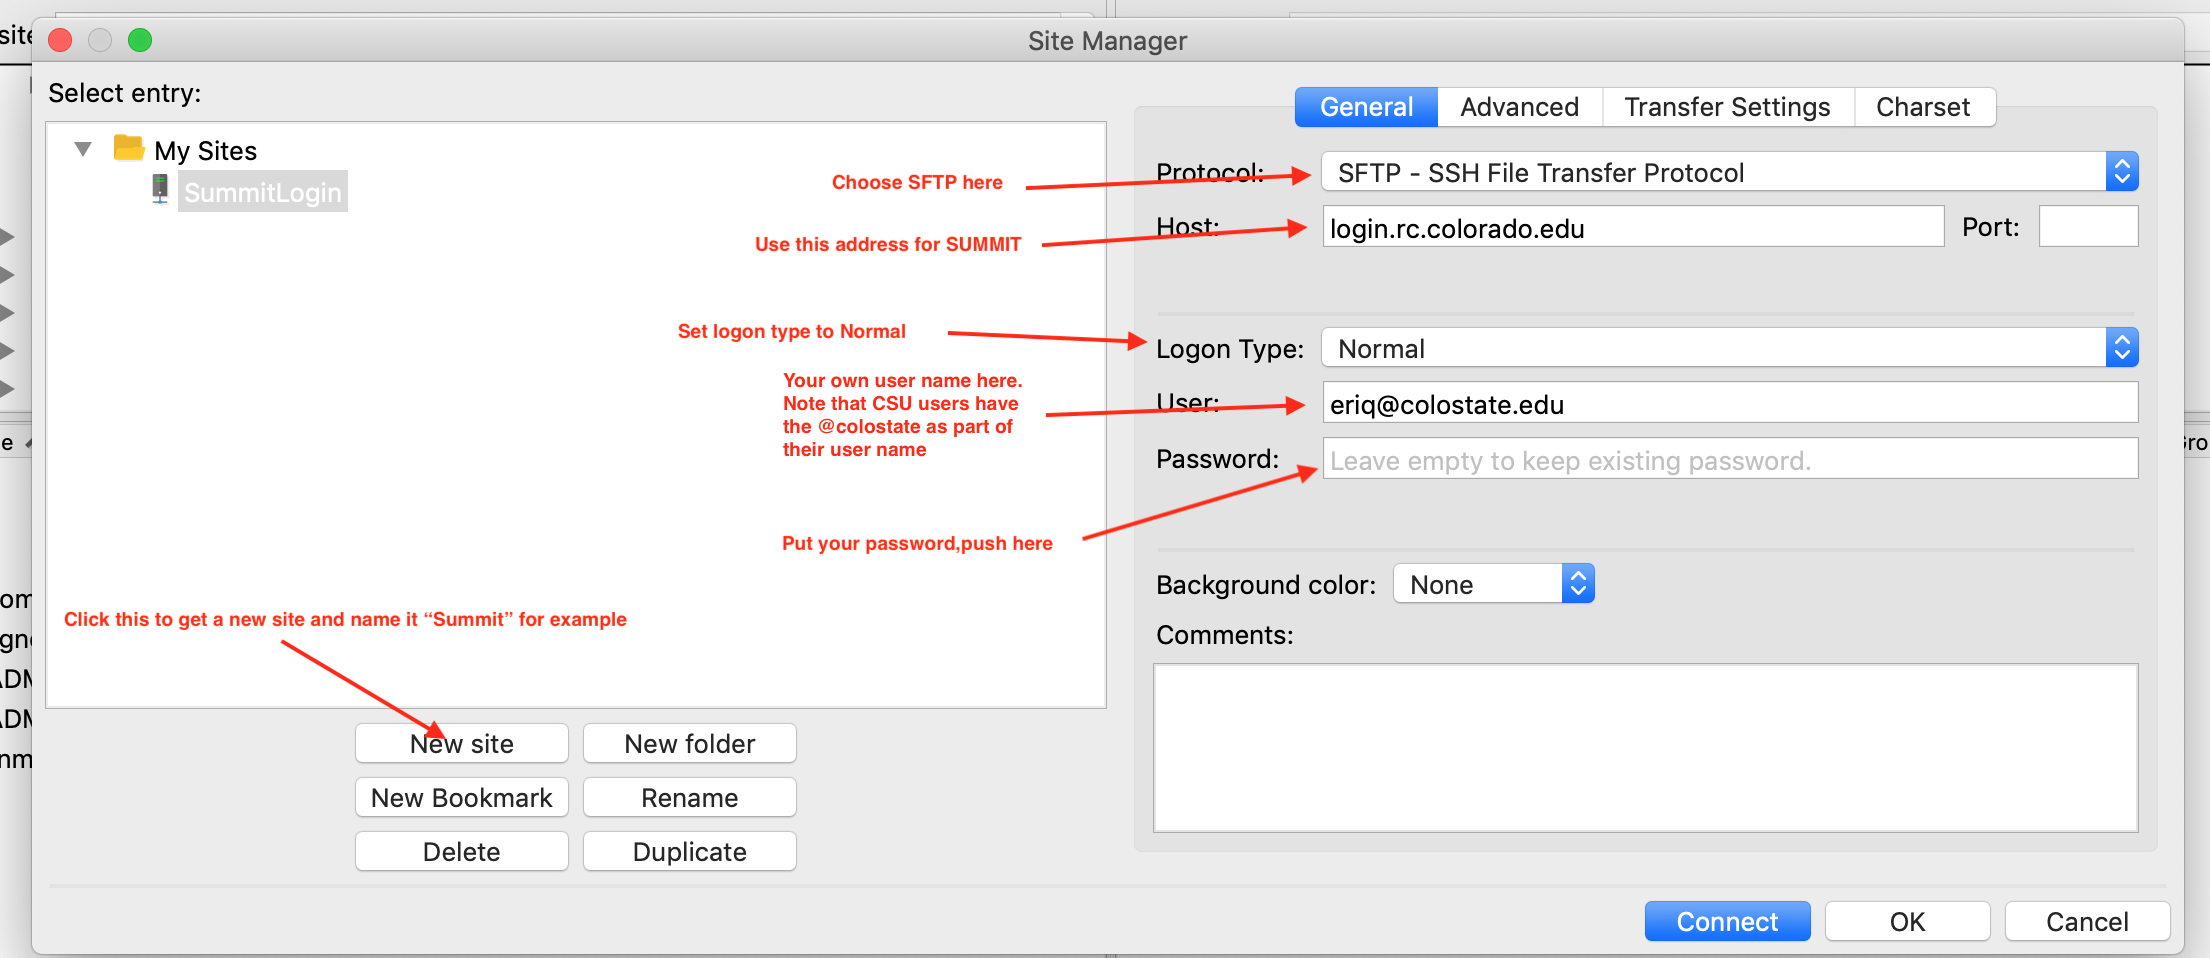 site
Site Manager
Select entry:
My Sites
SummitLogin
General
Advanced
Transfer Settings
Charset
Choose SFTP here
Protocol:
SFTP - SSH File Transfer Protocol
Use this address for SUMMIT
Host:
login.rc.colorado.edu
Port:
Set logon type to Normal
Logon Type:
Normal
Your own user name here.
Note that CSU users have
the @colostate as part of
their user name
User:
eriq@colostate.edu
Password:
Leave empty to keep existing password.
Put your password,push here
Background color:
None
Comments:
Click this to get a new site and name it “Summit” for example
New site
New folder
New Bookmark
Rename
Delete
Duplicate
Connect
OK
Cancel